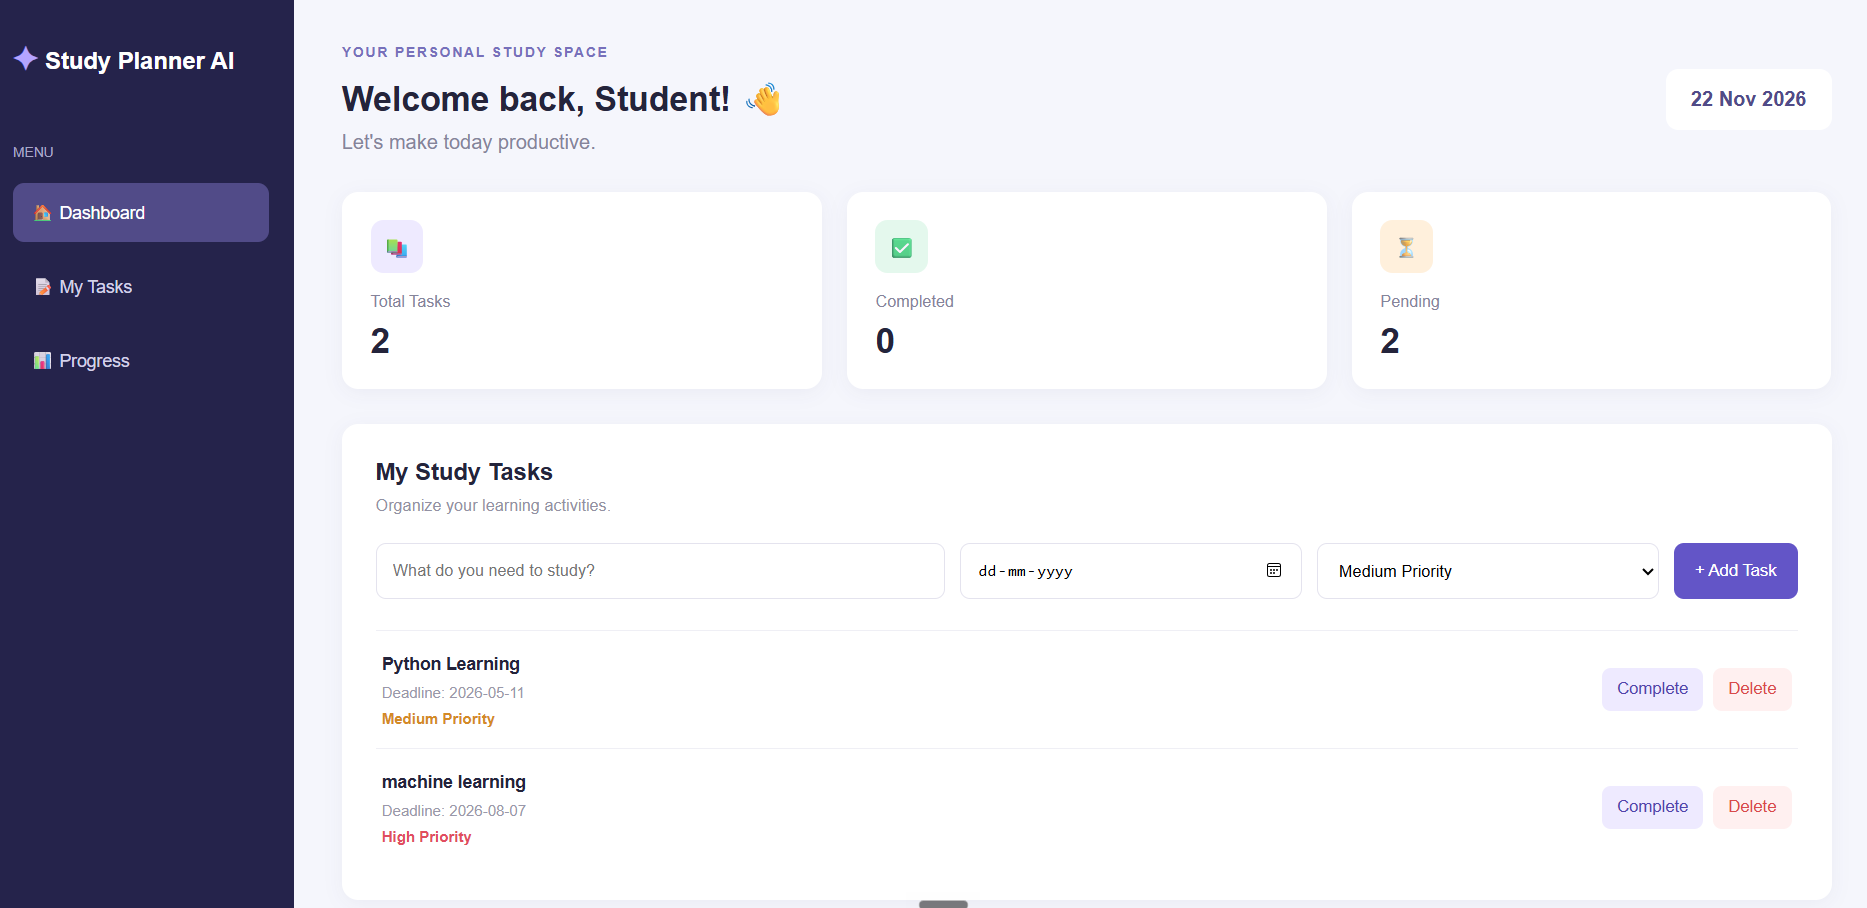 Study Planner AI
MENU
Dashboard
My Tasks
Progress
YOUR PERSONAL STUDY SPACE
Welcome back, Student! 👋
Let's make today productive.
22 Nov 2026
Total Tasks
2
Completed
0
Pending
2
My Study Tasks
Organize your learning activities.
What do you need to study?
dd-mm-yyyy
Medium Priority
+ Add Task
Python Learning
Deadline: 2026-05-11
Medium Priority
Complete
Delete
machine learning
Deadline: 2026-08-07
High Priority
Complete
Delete